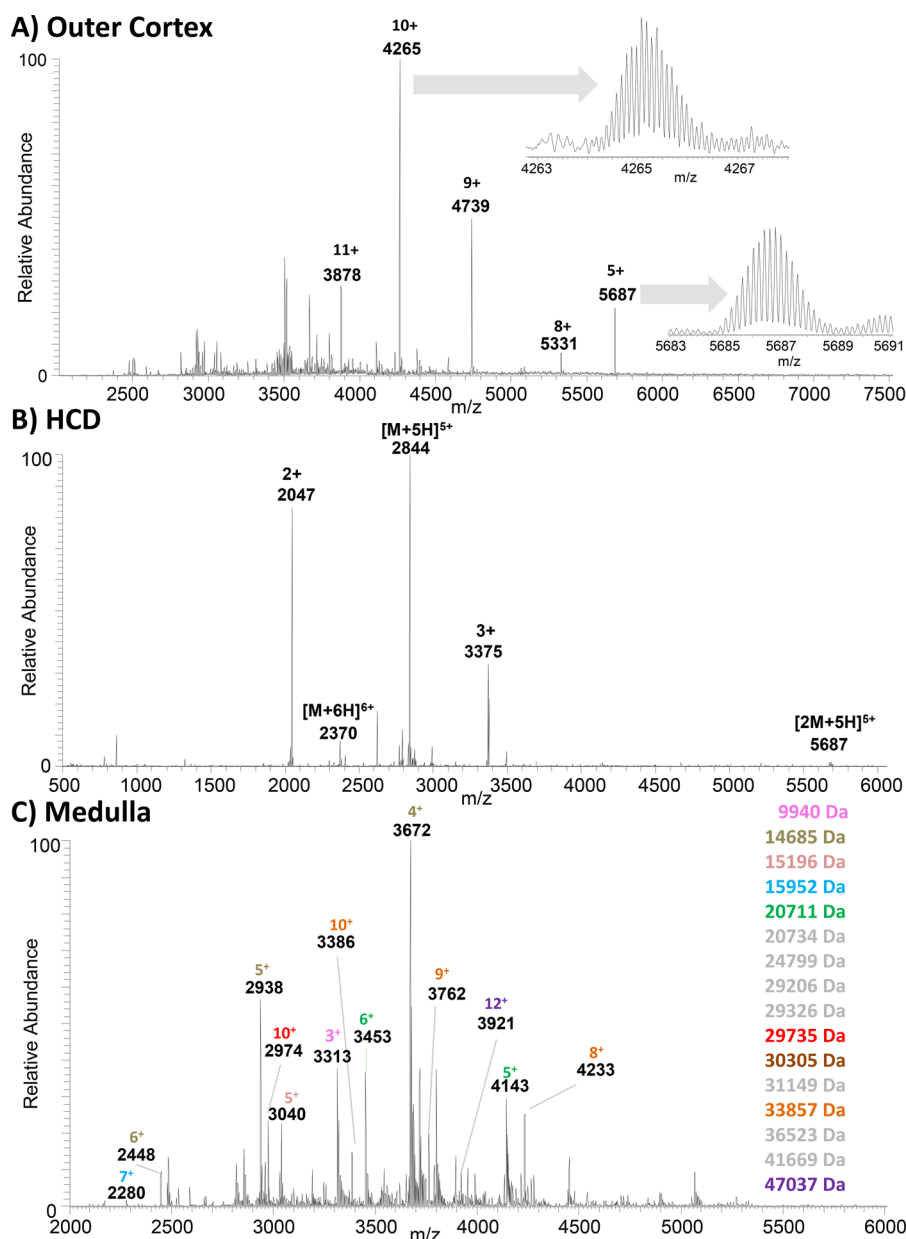 A) Outer Cortex
Relative Abundance
100
0
10+
4265
9+
4739
11+
3878
8+
5331
5+
5687
4263 4265 4267
m/z
5683 5685 5687 5689 5691
m/z
2500 3000 3500 4000 4500 5000 5500 6000 6500 7000 7500
m/z
B) HCD
Relative Abundance
100
0
[M+5H]⁵⁺
2844
2+
2047
3+
3375
[M+6H]⁶⁺
2370
[2M+5H]⁵⁺
5687
500 1000 1500 2000 2500 3000 3500 4000 4500 5000 5500 6000
m/z
C) Medulla
Relative Abundance
100
0
4⁺
3672
10⁺
3386
5⁺
2938
9⁺
3762
12⁺
3921
10⁺
2974
3⁺
3313
6⁺
3453
5⁺
3040
5⁺
4143
8⁺
4233
6⁺
2448
7⁺
2280
9940 Da
14685 Da
15196 Da
15952 Da
20711 Da
20734 Da
24799 Da
29206 Da
29326 Da
29735 Da
30305 Da
31149 Da
33857 Da
36523 Da
41669 Da
47037 Da
2000 2500 3000 3500 4000 4500 5000 5500 6000
m/z